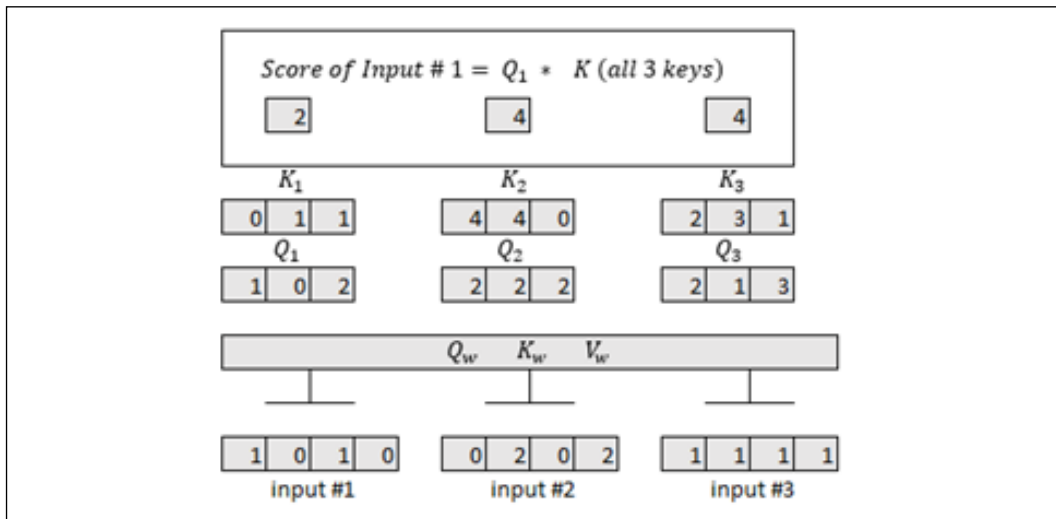 Score of Input # 1 = Q₁ * K (all 3 keys)
2 4 4
K₁ K₂ K₃
0 1 1 4 4 0 2 3 1
Q₁ Q₂ Q₃
1 0 2 2 2 2 2 1 3
Q_w K_w V_w
1 0 1 0 0 2 0 2 1 1 1 1
input #1 input #2 input #3